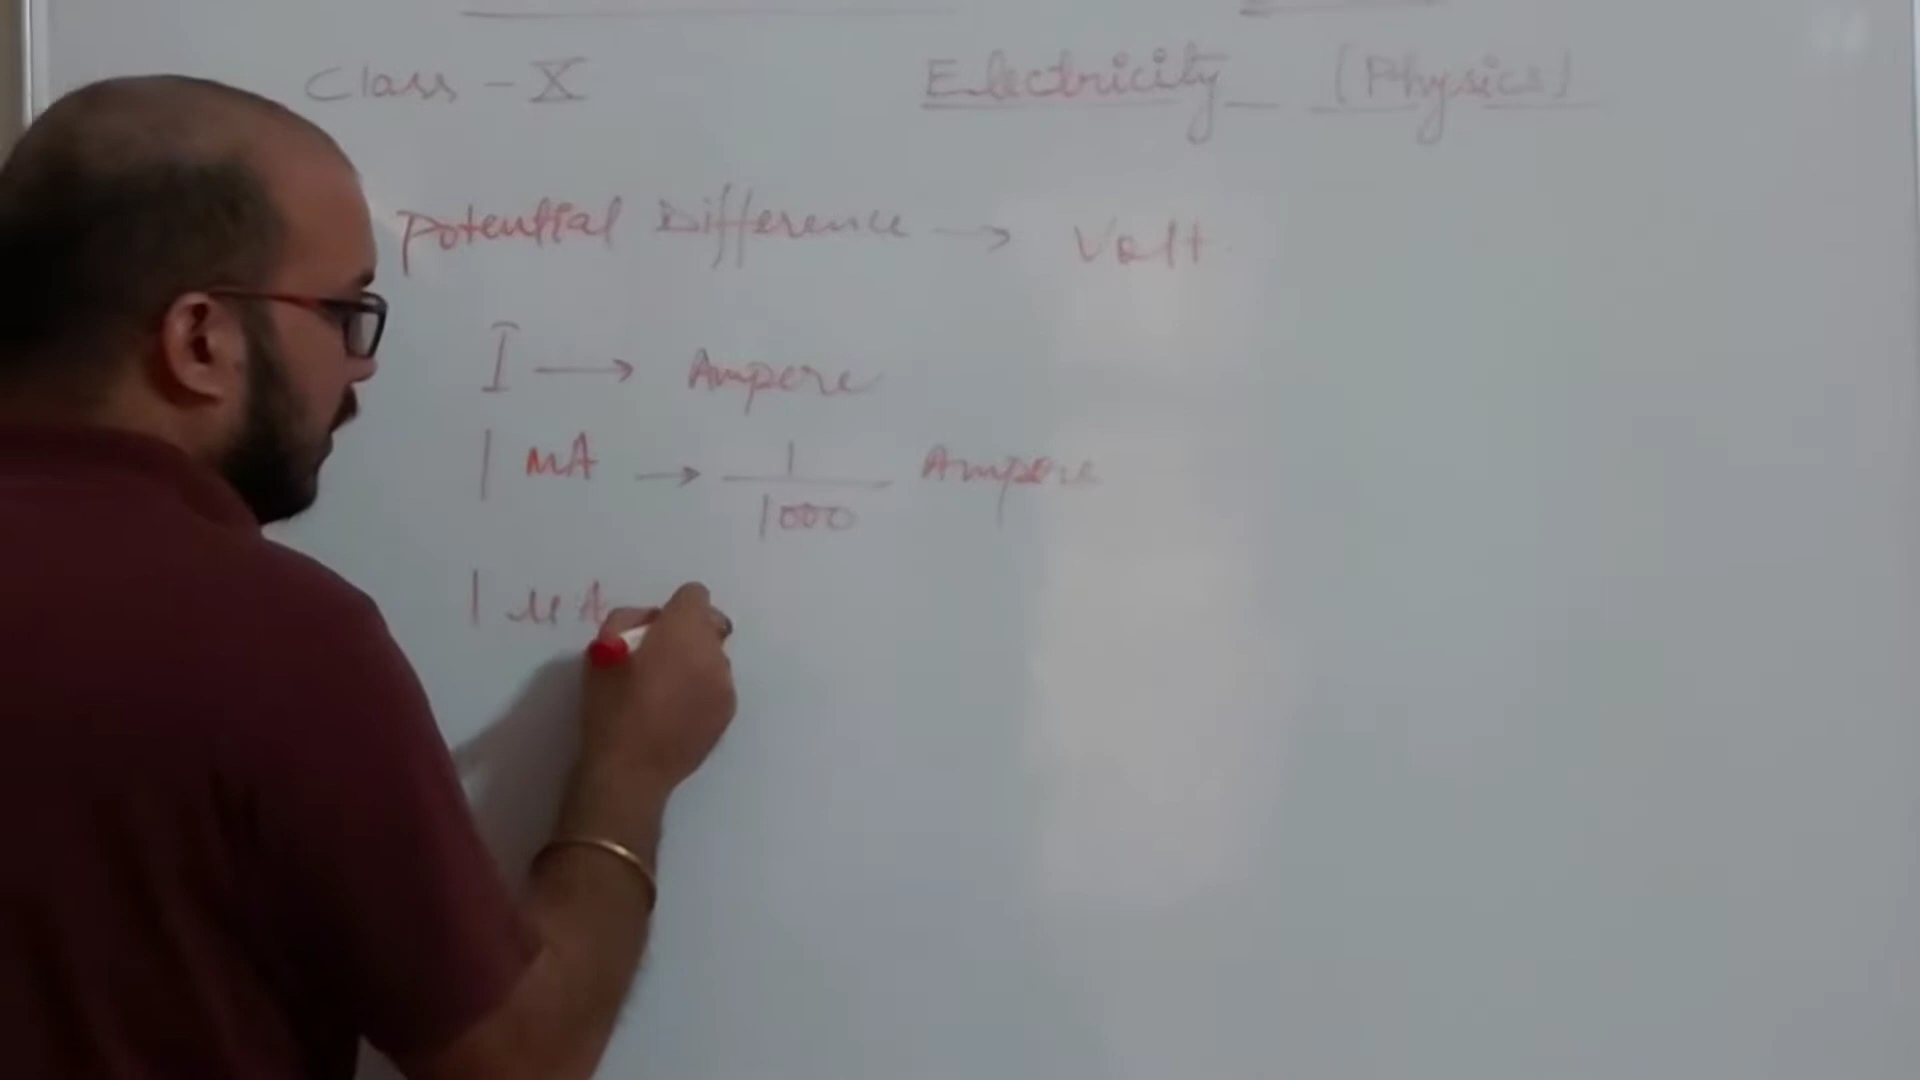 Class - X Electricity (Physics)
Potential Difference → Volt
I → Ampere
1 mA → 1/1000 Ampere
1 μA